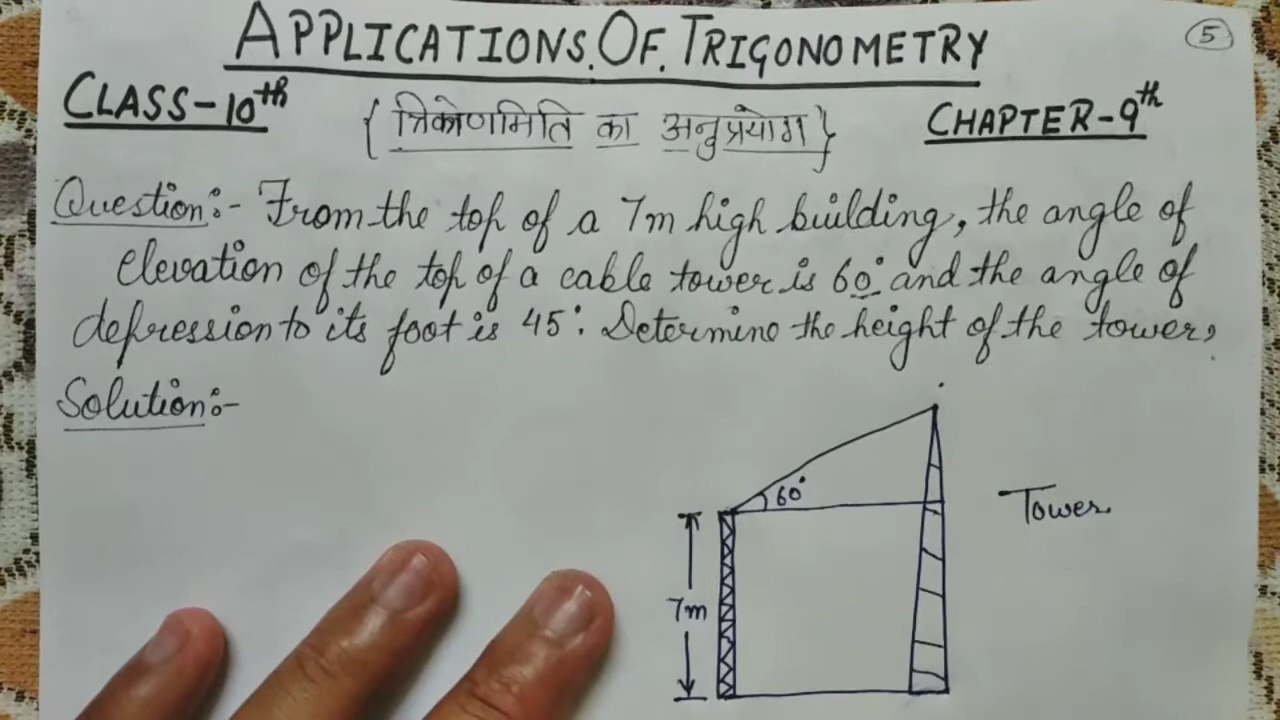 APPLICATIONS. OF. TRIGONOMETRY
5
CLASS-10th
{त्रिकोणमिति का अनुप्रयोग}
CHAPTER-9th
Question:- From the top of a 7m high building, the angle of
elevation of the top of a cable tower is 60° and the angle of
depression to its foot is 45°. Determine the height of the tower,
Solution:-
60°
Tower
7m